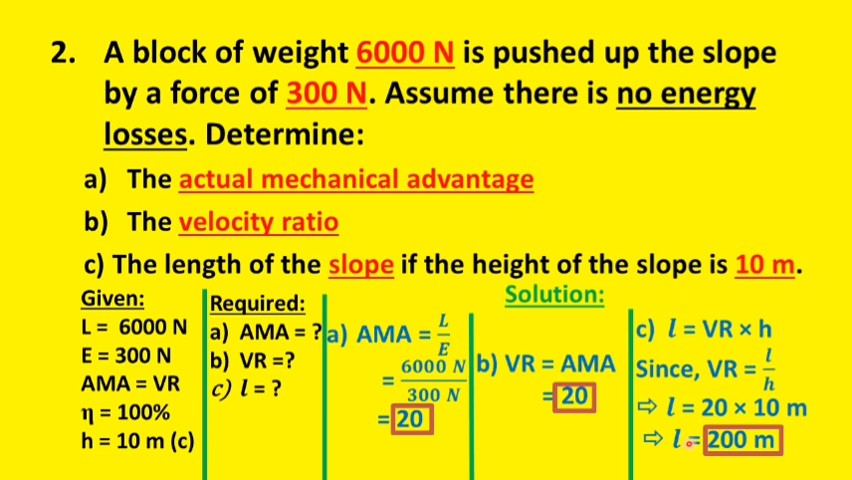 2. A block of weight 6000 N is pushed up the slope
by a force of 300 N. Assume there is no energy
losses. Determine:
a) The actual mechanical advantage
b) The velocity ratio
c) The length of the slope if the height of the slope is 10 m.
Given:
L = 6000 N
E = 300 N
AMA = VR
η = 100%
h = 10 m (c)
Required:
a) AMA = ?
b) VR =?
c) l = ?
Solution:
a) AMA = L/E
= 6000 N/300 N
= 20
b) VR = AMA
= 20
c) l = VR × h
Since, VR = l/h
⇨ l = 20 × 10 m
⇨ l = 200 m